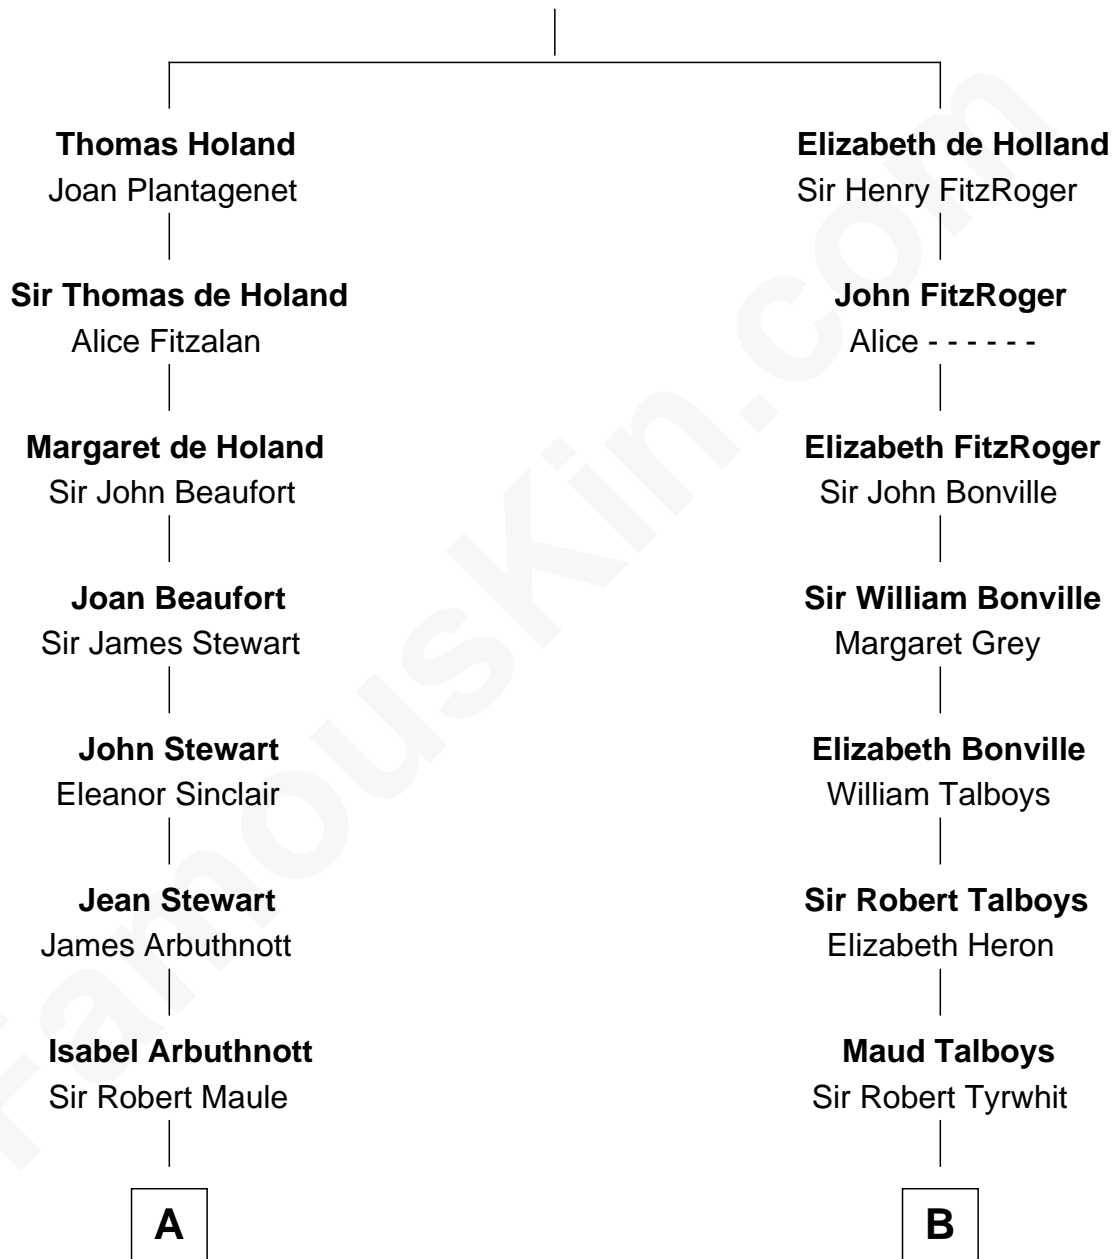 Thomas Holand
Joan Plantagenet
Sir Thomas de Holand
Alice Fitzalan
Margaret de Holand
Sir John Beaufort
Joan Beaufort
Sir James Stewart
John Stewart
Eleanor Sinclair
Jean Stewart
James Arbuthnott
Isabel Arbuthnott
Sir Robert Maule
A
Elizabeth de Holland
Sir Henry FitzRoger
John FitzRoger
Alice - - - - - -
Elizabeth FitzRoger
Sir John Bonville
Sir William Bonville
Margaret Grey
Elizabeth Bonville
William Talboys
Sir Robert Talboys
Elizabeth Heron
Maud Talboys
Sir Robert Tyrwhit
B
FamousKin.com